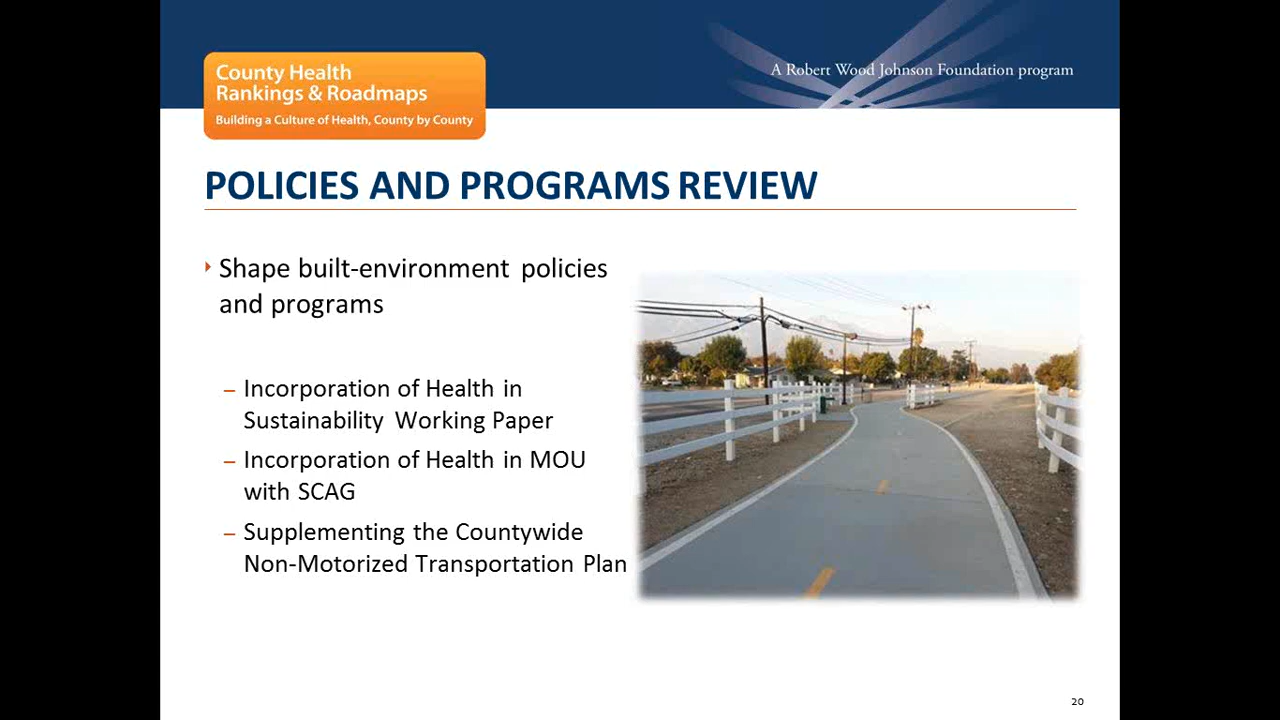 County Health
Rankings & Roadmaps
Building a Culture of Health, County by County
A Robert Wood Johnson Foundation program
POLICIES AND PROGRAMS REVIEW
Shape built-environment policies
and programs
– Incorporation of Health in
Sustainability Working Paper
– Incorporation of Health in MOU
with SCAG
– Supplementing the Countywide
Non-Motorized Transportation Plan
20